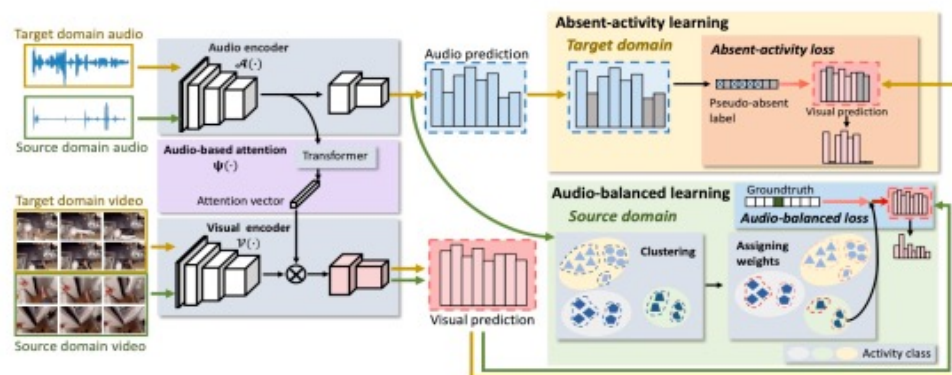 Target domain audio
Source domain audio
Target domain video
Source domain video
Audio encoder
𝒜(·)
Audio-based attention
Ψ(·)
Transformer
Attention vector
Visual encoder
𝒱(·)
Audio prediction
Visual prediction
Absent-activity learning
Target domain
Absent-activity loss
Pseudo-absent
label
Visual prediction
Audio-balanced learning
Source domain
Groundtruth
Audio-balanced loss
Clustering
Assigning
weights
Activity class